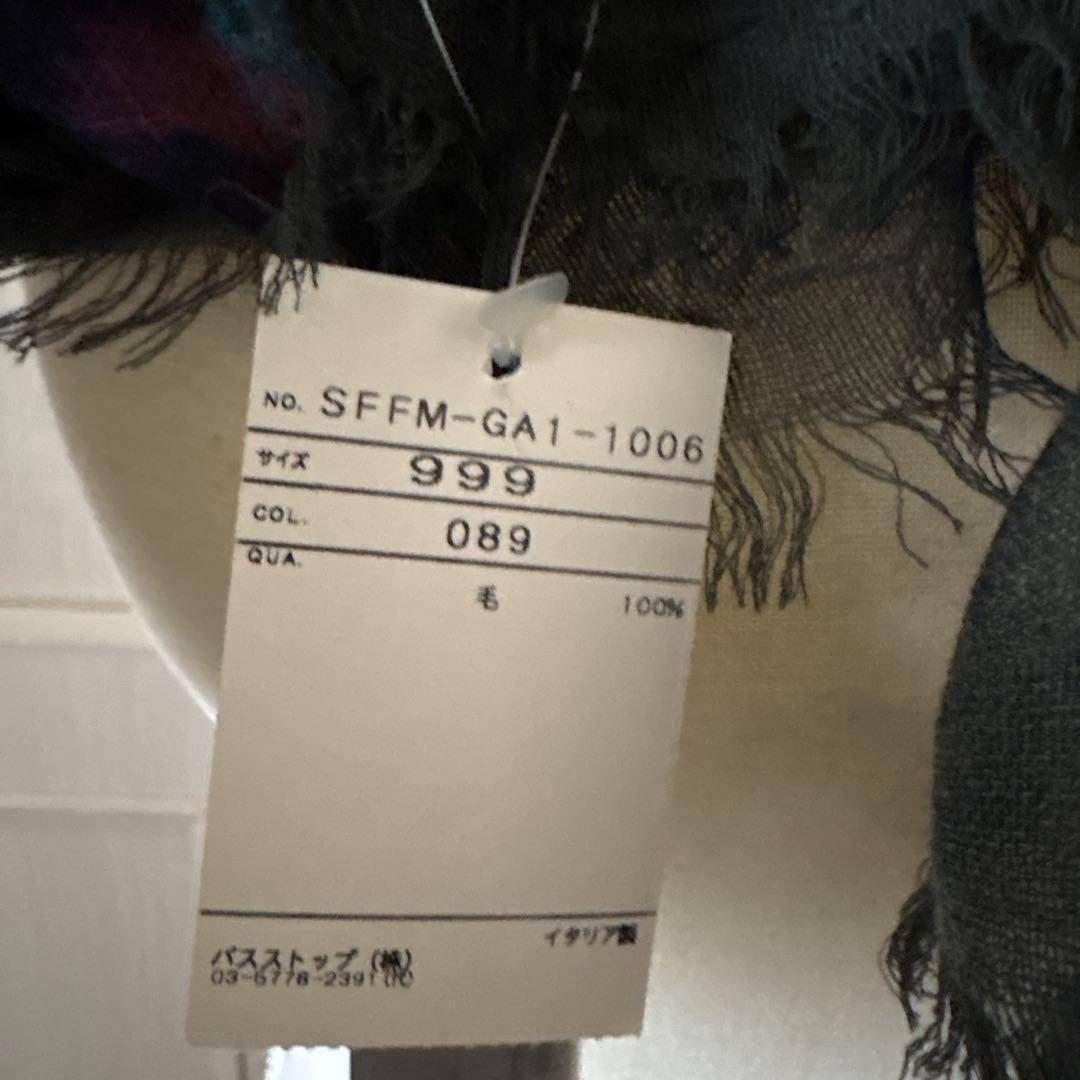 NO. SFFM-GA1-1006
サイズ 999
COL. 089
QUA.
毛 100%
イタリア製
バスストップ (株)
03-5778-2391